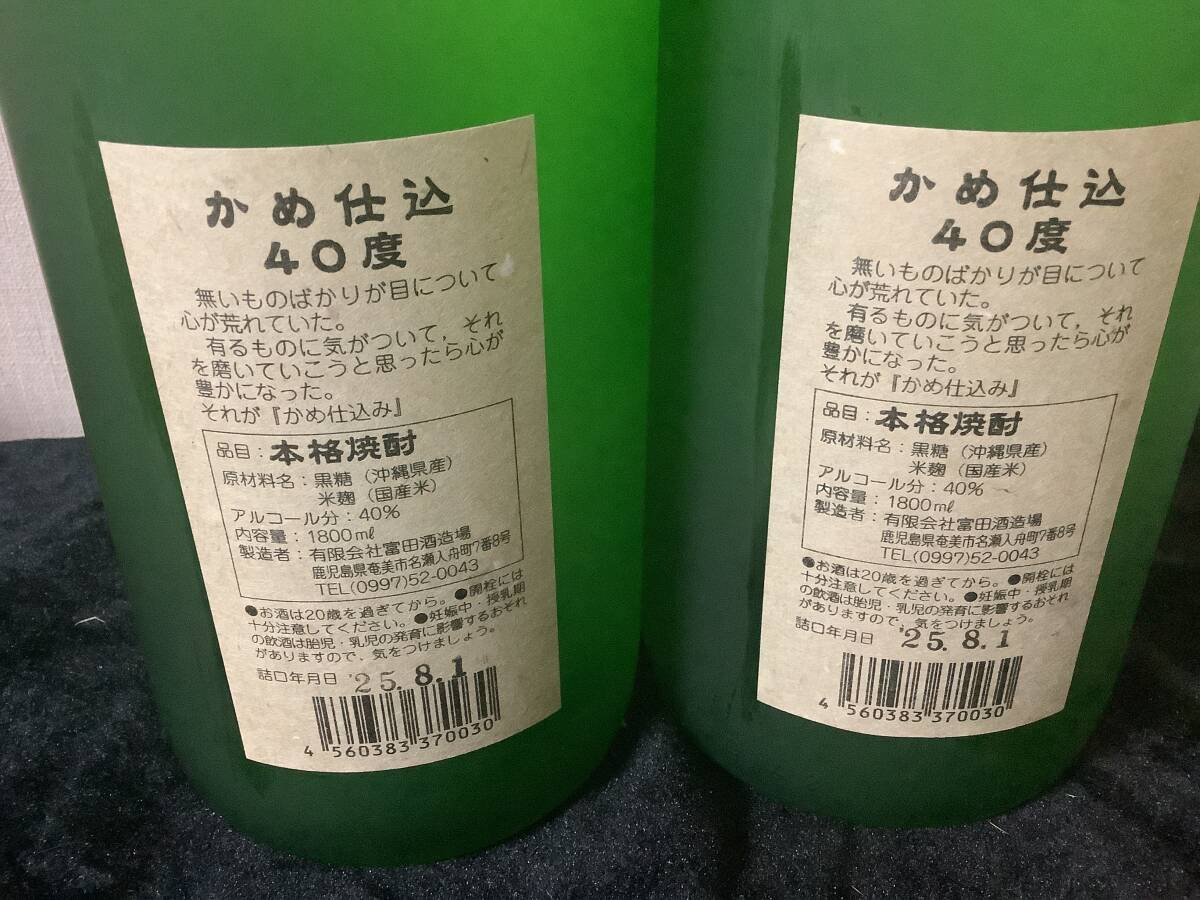 かめ仕込
40度
無いものばかりが目について
心が荒れていた。
有るものに気がついて，それ
を磨いていこうと思ったら心が
豊かになった。
それが『かめ仕込み』
品目：本格焼酎
原材料名：黒糖（沖縄県産）
米麹（国産米）
アルコール分：40%
内容量：1800mℓ
製造者：有限会社富田酒造場
鹿児島県奄美市名瀬入舟町7番8号
TEL(0997)52-0043
●お酒は20歳を過ぎてから。●開栓には
十分注意してください。●妊娠中・授乳期
の飲酒は胎児・乳児の発育に影響するおそれ
がありますので、気をつけましょう。
詰口年月日 '25.8.1
4 560383 370030
かめ仕込
40度
無いものばかりが目について
心が荒れていた。
有るものに気がついて，それ
を磨いていこうと思ったら心が
豊かになった。
それが『かめ仕込み』
品目：本格焼酎
原材料名：黒糖（沖縄県産）
米麹（国産米）
アルコール分：40%
内容量：1800mℓ
製造者：有限会社富田酒造場
鹿児島県奄美市名瀬入舟町7番8号
TEL(0997)52-0043
●お酒は20歳を過ぎてから。●開栓には
十分注意してください。●妊娠中・授乳期
の飲酒は胎児・乳児の発育に影響するおそれ
がありますので、気をつけましょう。
詰口年月日 '25.8.1
4 560383 370030